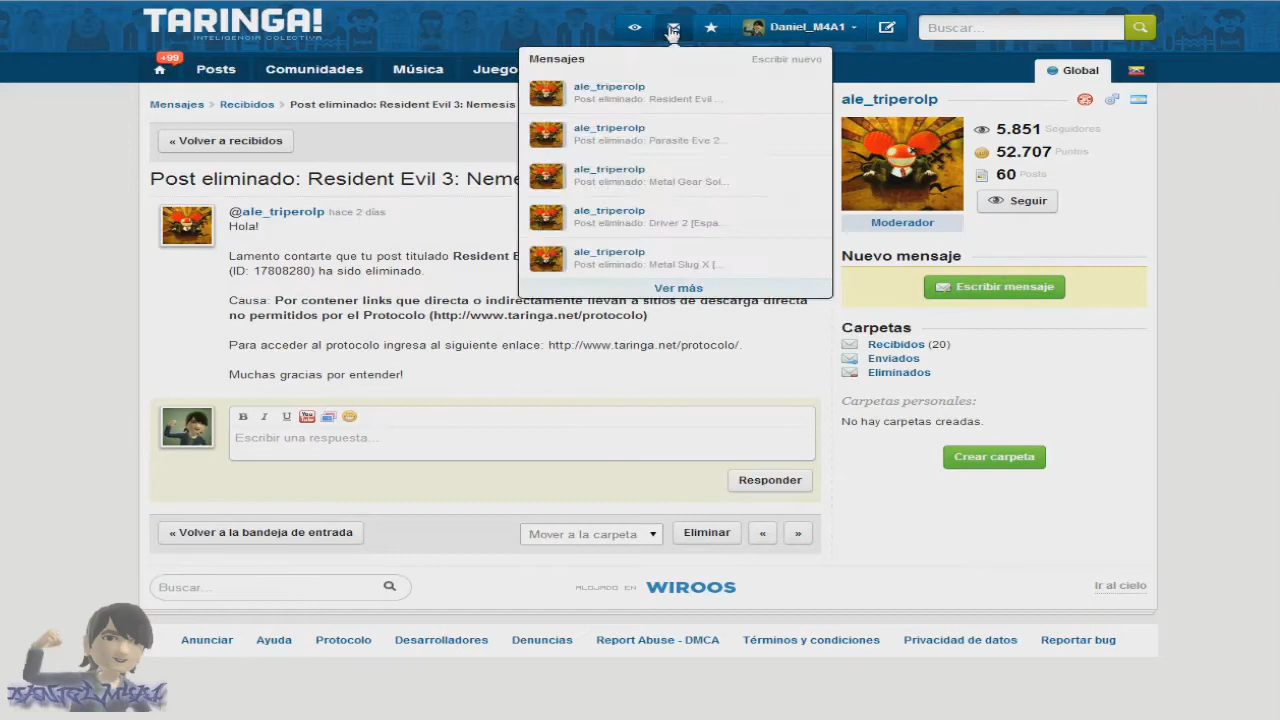 TARINGA!
INTELIGENCIA COLECTIVA
Daniel_M4A1
Buscar...
+99
Posts
Comunidades
Música
Juego
Global
Mensajes
Escribir nuevo
ale_triperolp
Post eliminado: Resident Evil ...
ale_triperolp
Post eliminado: Parasite Eve 2...
ale_triperolp
Post eliminado: Metal Gear Sol...
ale_triperolp
Post eliminado: Driver 2 [Espa...
ale_triperolp
Post eliminado: Metal Slug X [...
Ver más
Mensajes > Recibidos > Post eliminado: Resident Evil 3: Nemesis
« Volver a recibidos
Post eliminado: Resident Evil 3: Neme
@ale_triperolp hace 2 días
Hola!
Lamento contarte que tu post titulado Resident E
(ID: 17808280) ha sido eliminado.
Causa: Por contener links que directa o indirectamente llevan a sitios de descarga directa
no permitidos por el Protocolo (http://www.taringa.net/protocolo)
Para acceder al protocolo ingresa al siguiente enlace: http://www.taringa.net/protocolo/.
Muchas gracias por entender!
B I U You Tube
Escribir una respuesta...
Responder
« Volver a la bandeja de entrada
Mover a la carpeta
Eliminar
«
»
ale_triperolp
5.851 Seguidores
52.707 Puntos
60 Posts
Seguir
Moderador
Nuevo mensaje
Escribir mensaje
Carpetas
Recibidos (20)
Enviados
Eliminados
Carpetas personales:
No hay carpetas creadas.
Crear carpeta
Buscar...
ALOJADO EN WIROOS
Ir al cielo
Anunciar
Ayuda
Protocolo
Desarrolladores
Denuncias
Report Abuse - DMCA
Términos y condiciones
Privacidad de datos
Reportar bug
DANIEL M4A1